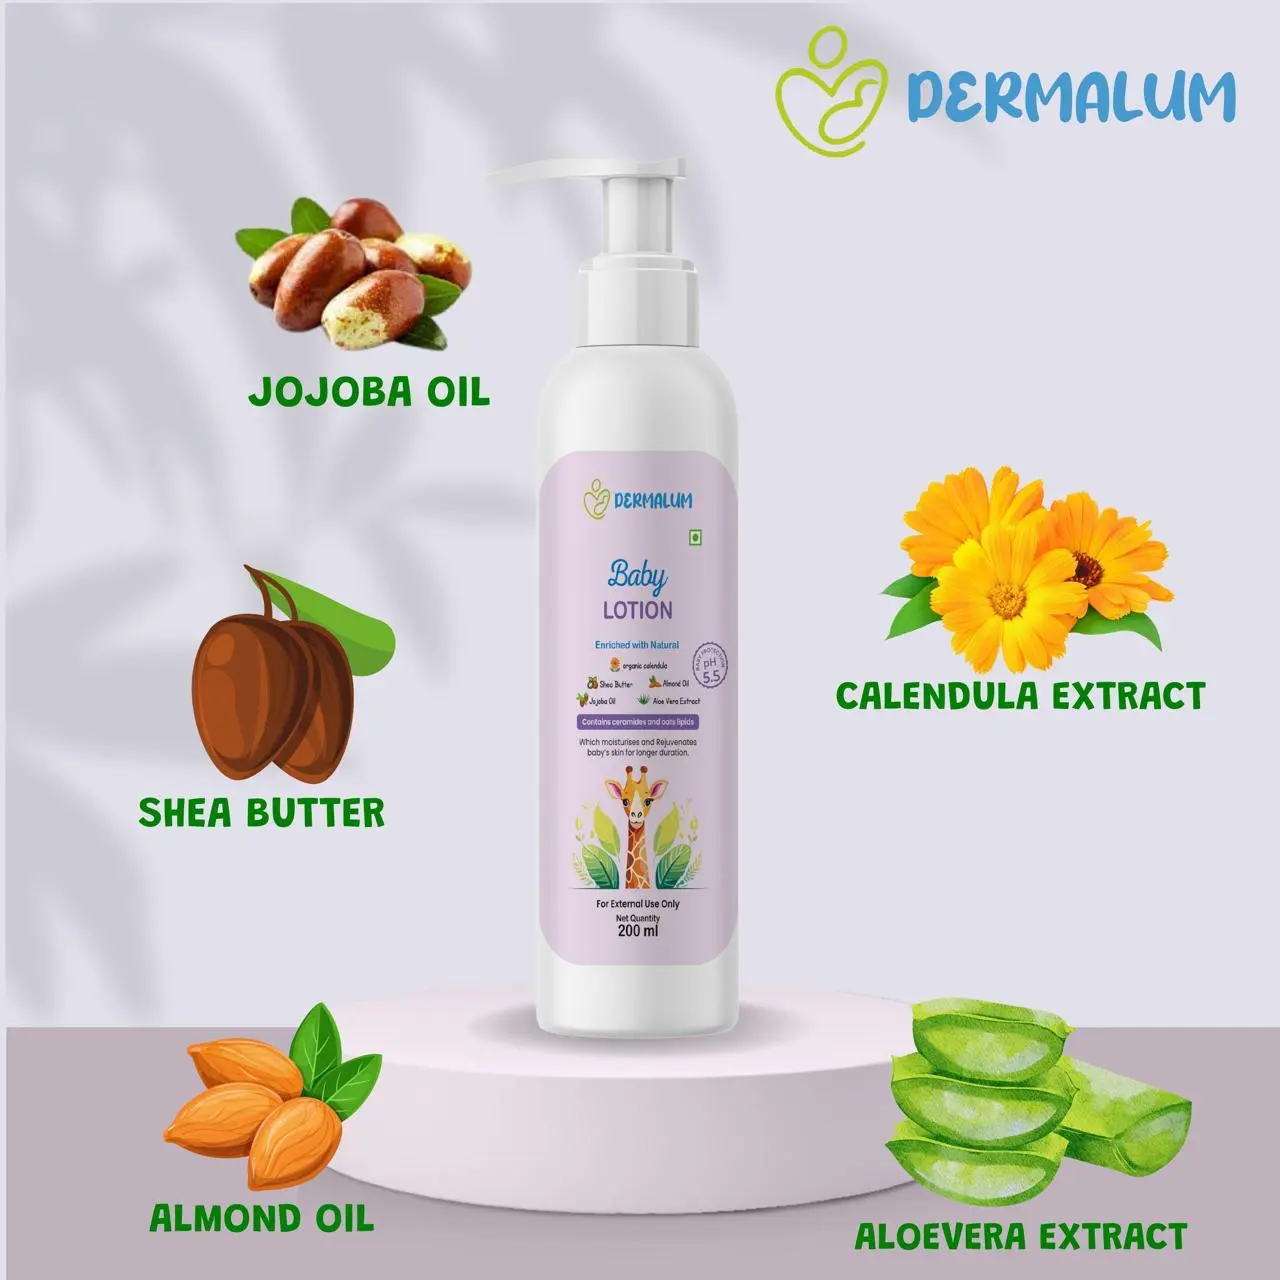 DERMALUM
JOJOBA OIL
SHEA BUTTER
ALMOND OIL
DERMALUM
Baby
LOTION
Enriched with Natural
organic calendula
Shea Butter Almond Oil
Jojoba Oil Aloe Vera Extract
BABY PROTECTION
pH
5.5
Contains ceramides and oats lipids
Which moisturises and Rejuvenates
baby's skin for longer duration.
For External Use Only
Net Quantity
200 ml
CALENDULA EXTRACT
ALOEVERA EXTRACT